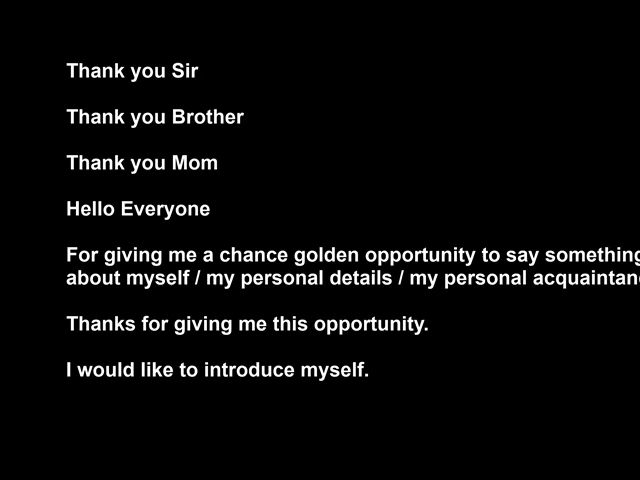 Thank you Sir
Thank you Brother
Thank you Mom
Hello Everyone
For giving me a chance golden opportunity to say something
about myself / my personal details / my personal
Thanks for giving me this opportunity.
I would like to introduce myself.